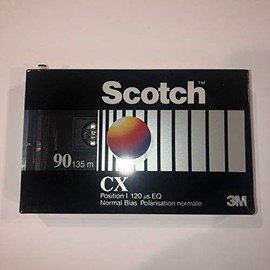 Scotch™
90 135 m
CX
Position I 120 µs EQ
Normal Bias Polarisation normale
3M